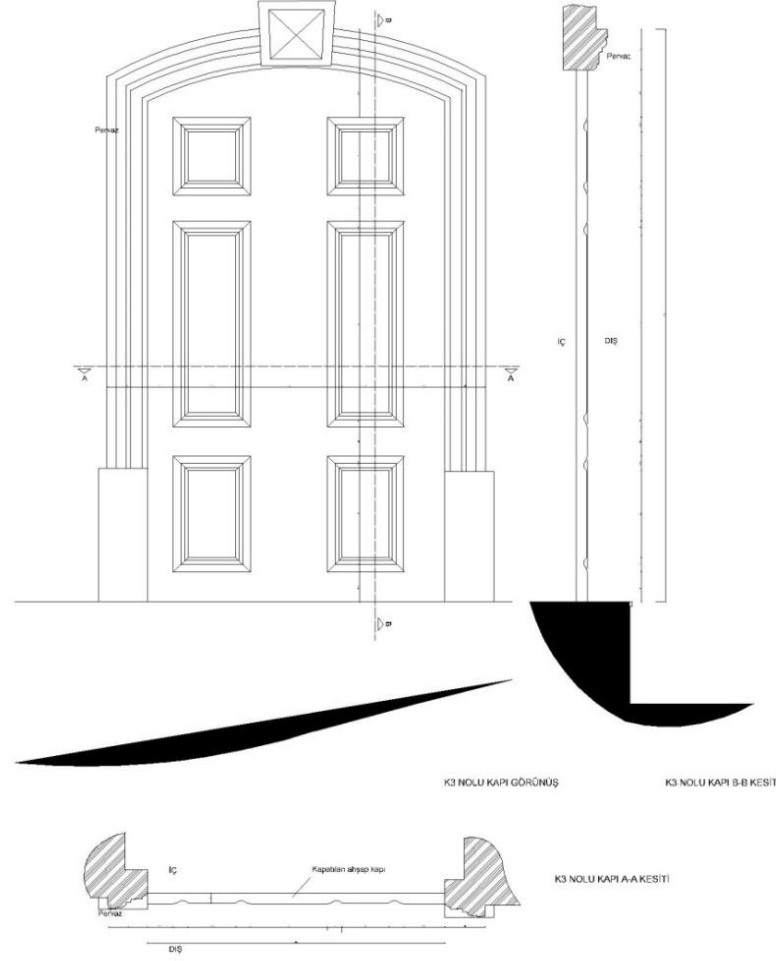 B
Pervaz
Pervaz
İÇ
DIŞ
A
A
B
K3 NOLU KAPI GÖRÜNÜŞ
K3 NOLU KAPI B-B KESİT
İÇ
Kapatılan ahşap kapı
K3 NOLU KAPI A-A KESİTİ
Pervaz
DIŞ